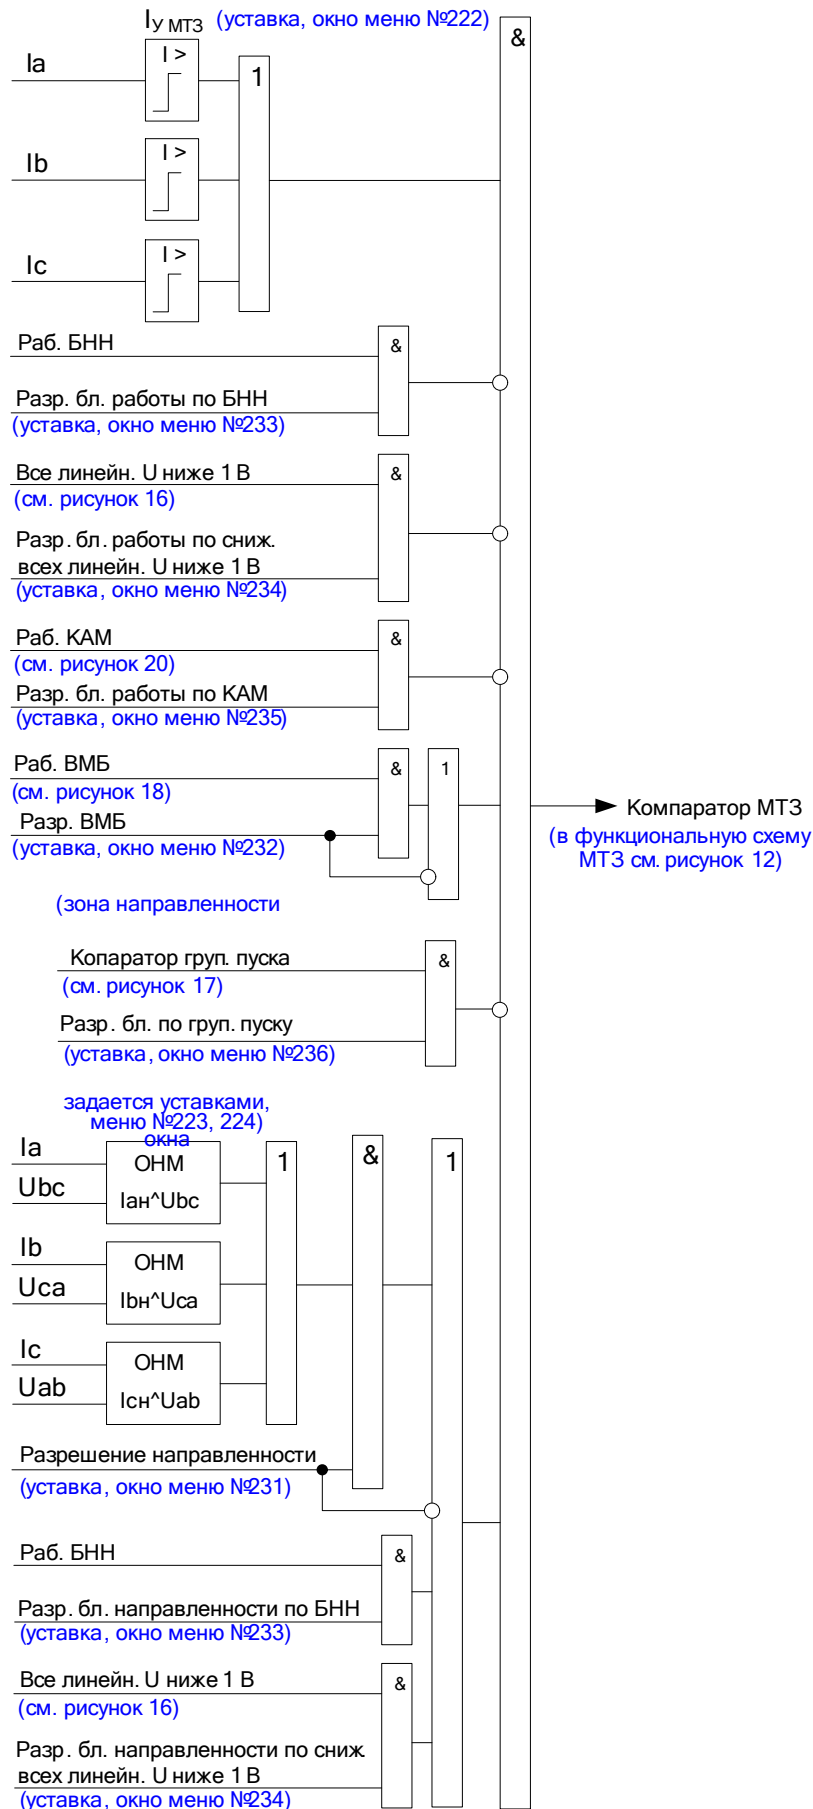 IУ МТЗ (уставка, окно меню №222)
&
Ia
I >
1
Ib
I >
Ic
I >
Раб. БНН
&
Разр. бл. работы по БНН
(уставка, окно меню №233)
Все линейн. U ниже 1 В
&
(см. рисунок 16)
Разр. бл. работы по сниж.
всех линейн. U ниже 1 В
(уставка, окно меню №234)
Раб. КАМ
&
(см. рисунок 20)
Разр. бл. работы по КАМ
(уставка, окно меню №235)
Раб. ВМБ
&
1
(см. рисунок 18)
Разр. ВМБ
(уставка, окно меню №232)
Компаратор МТЗ
(в функциональную схему
МТЗ см. рисунок 12)
(зона направленности
Копаратор груп. пуска
&
(см. рисунок 17)
Разр. бл. по груп. пуску
(уставка, окно меню №236)
задается уставками,
меню №223, 224)
окна
Ia
ОНМ
1
&
1
Ubc
Iaн^Ubc
Ib
ОНМ
Uca
Ibн^Uca
Ic
ОНМ
Uab
Icн^Uab
Разрешение направленности
(уставка, окно меню №231)
Раб. БНН
&
Разр. бл. направленности по БНН
(уставка, окно меню №233)
Все линейн. U ниже 1 В
&
(см. рисунок 16)
Разр. бл. направленности по сниж.
всех линейн. U ниже 1 В
(уставка, окно меню №234)